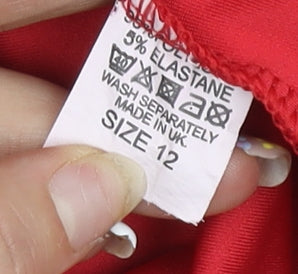 5% ELASTANE
WASH SEPARATELY
MADE IN UK.
SIZE 12